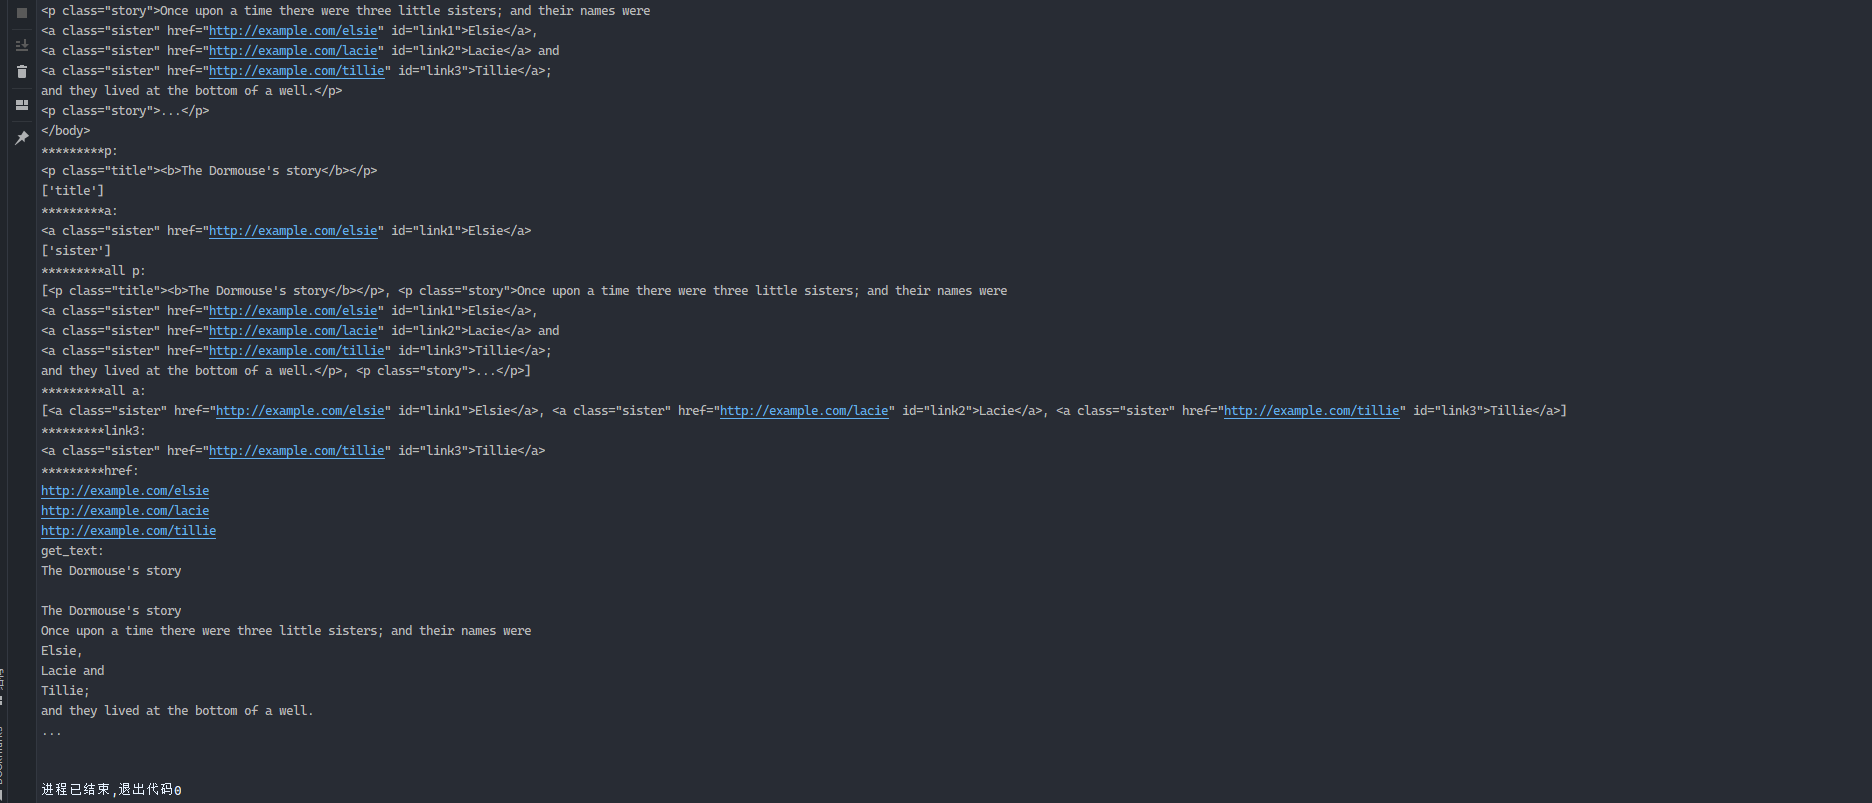 <p class="story">Once upon a time there were three little sisters; and their names were
<a class="sister" href="http://example.com/elsie" id="link1">Elsie</a>,
<a class="sister" href="http://example.com/lacie" id="link2">Lacie</a> and
<a class="sister" href="http://example.com/tillie" id="link3">Tillie</a>;
and they lived at the bottom of a well.</p>
<p class="story">...</p>
</body>
*********p:
<p class="title"><b>The Dormouse's story</b></p>
['title']
*********a:
<a class="sister" href="http://example.com/elsie" id="link1">Elsie</a>
['sister']
*********all p:
[<p class="title"><b>The Dormouse's story</b></p>, <p class="story">Once upon a time there were three little sisters; and their names were
<a class="sister" href="http://example.com/elsie" id="link1">Elsie</a>,
<a class="sister" href="http://example.com/lacie" id="link2">Lacie</a> and
<a class="sister" href="http://example.com/tillie" id="link3">Tillie</a>;
and they lived at the bottom of a well.</p>, <p class="story">...</p>]
*********all a:
[<a class="sister" href="http://example.com/elsie" id="link1">Elsie</a>, <a class="sister" href="http://example.com/lacie" id="link2">Lacie</a>, <a class="sister" href="http://example.com/tillie" id="link3">Tillie</a>]
*********link3:
<a class="sister" href="http://example.com/tillie" id="link3">Tillie</a>
*********href:
http://example.com/elsie
http://example.com/lacie
http://example.com/tillie
get_text:
The Dormouse's story
The Dormouse's story
Once upon a time there were three little sisters; and their names were
Elsie,
Lacie and
Tillie;
and they lived at the bottom of a well.
...
进程已结束,退出代码0